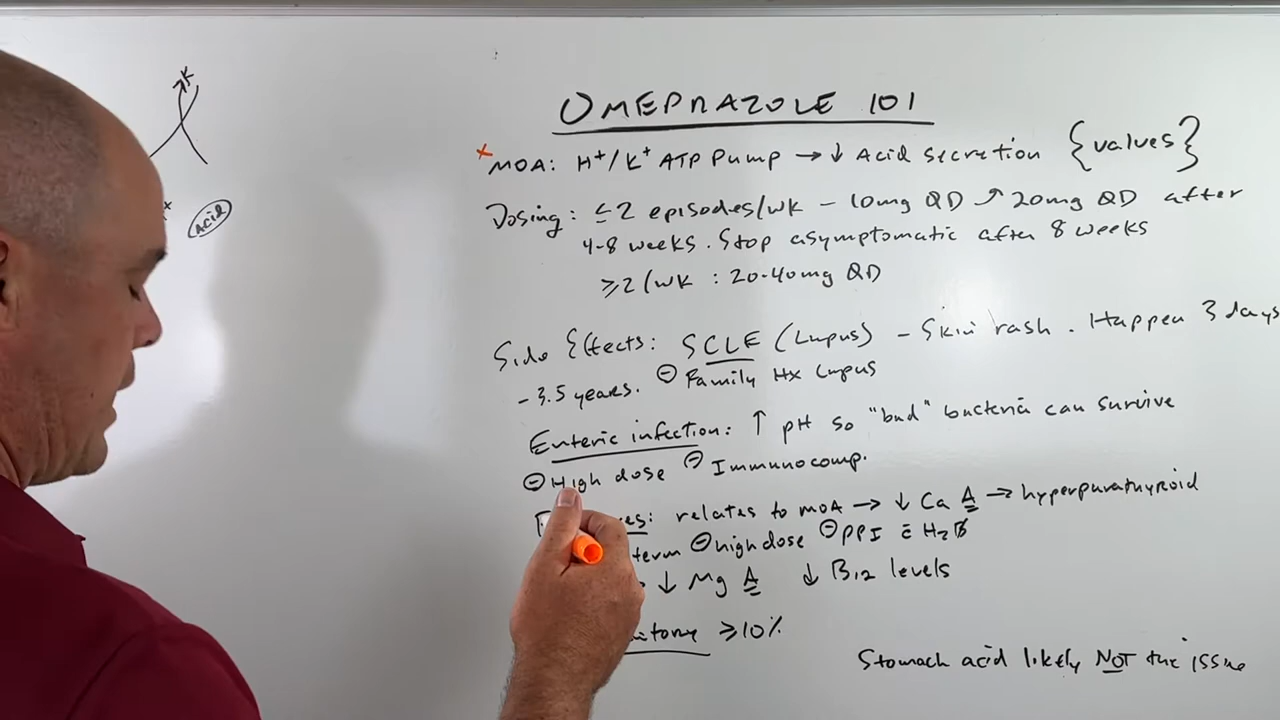 K
Acid
OMEPRAZOLE 101
x MOA: H+/K+ ATP Pump → ↓ Acid secretion {values}
Dosing: ≤2 episodes/wk - 10mg QD ↗ 20mg QD after
4-8 weeks. Stop asymptomatic after 8 weeks
≥2/wk : 20-40mg QD
Side Effects: SCLE (Lupus) - Skin rash. Happen 3 days
- 3.5 years. ⊖ Family Hx Lupus
Enteric infection: ↑ pH so "bad" bacteria can survive
⊖ High dose ⊖ Immunocomp.
relates to MOA → ↓ Ca A → hyperparathyroid
term ⊖ high dose ⊖ PPI c̄ H2
↓ Mg A ↓ B12 levels
≥10%
Stomach acid likely NOT the issue